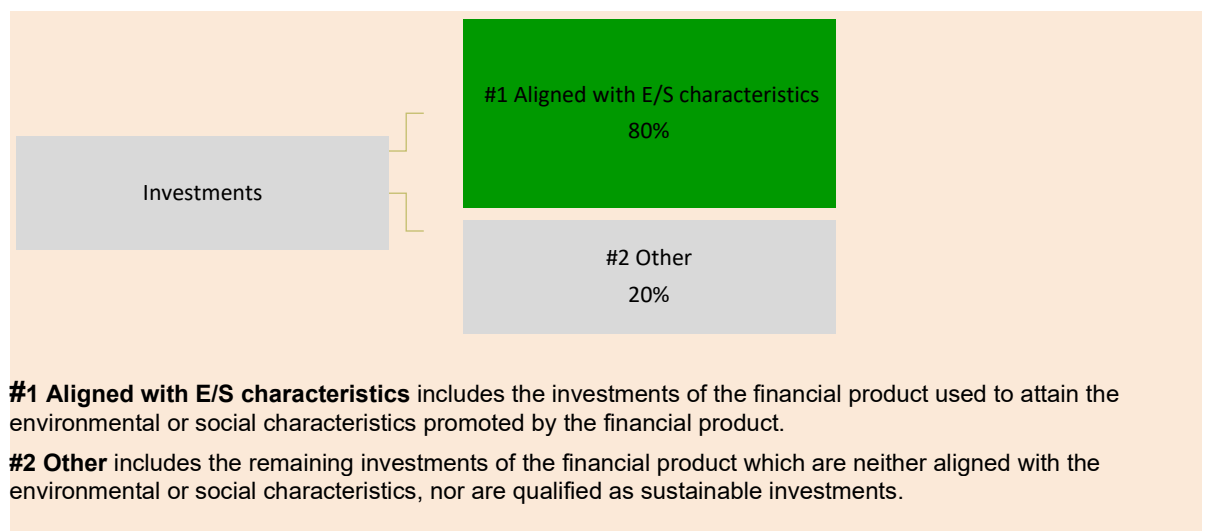 #1 Aligned with E/S characteristics
80%
Investments
#2 Other
20%
#1 Aligned with E/S characteristics includes the investments of the financial product used to attain the
environmental or social characteristics promoted by the financial product.
#2 Other includes the remaining investments of the financial product which are neither aligned with the
environmental or social characteristics, nor are qualified as sustainable investments.